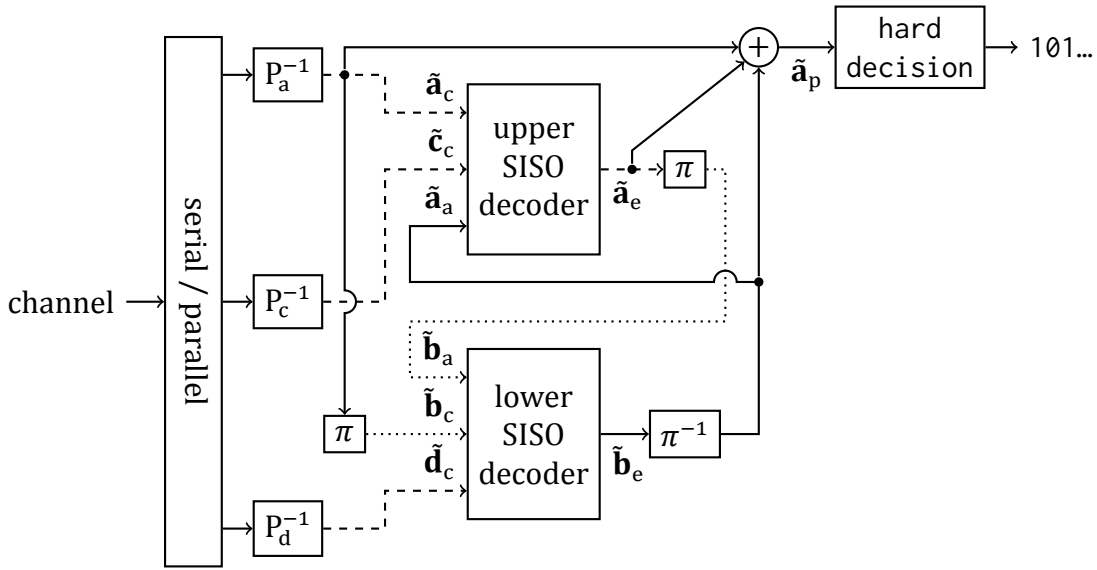 channel
serial / parallel
P_a^{-1}
P_c^{-1}
P_d^{-1}
π
ã_c
c̃_c
ã_a
upper
SISO
decoder
ã_e
π
b̃_a
b̃_c
d̃_c
lower
SISO
decoder
b̃_e
π^{-1}
+
ã_p
hard
decision
101…